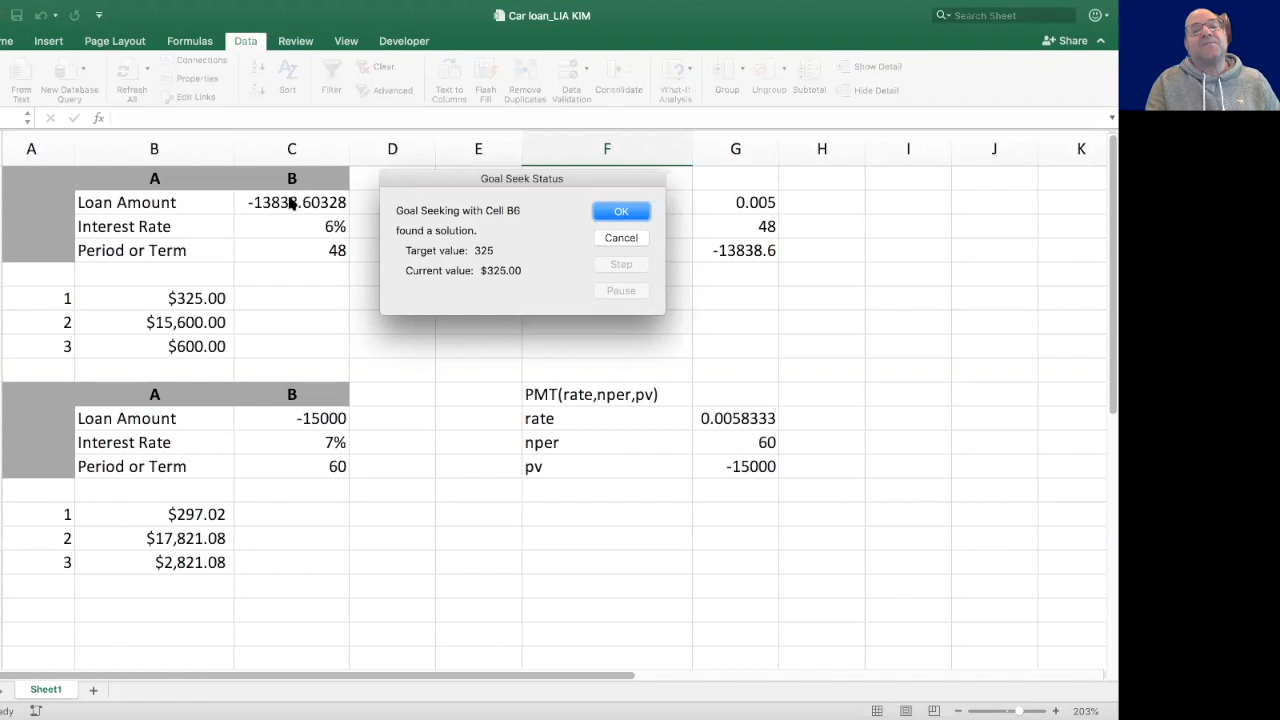 Car loan_LIA KIM
Search Sheet
me Insert Page Layout Formulas Data Review View Developer
Share
From Text
New Database Query
Refresh All
Connections
Properties
Edit Links
Sort
Filter
Clear
Advanced
Text to Columns
Flash Fill
Remove Duplicates
Data Validation
Consolidate
What-If Analysis
Group
Ungroup
Subtotal
Show Detail
Hide Detail
fx
A B C D E F G H I J K
A B
Loan Amount -13838.60328 0.005
Interest Rate 6% 48
Period or Term 48 -13838.6
Goal Seek Status
Goal Seeking with Cell B6
found a solution.
Target value: 325
Current value: $325.00
OK
Cancel
Step
Pause
1 $325.00
2 $15,600.00
3 $600.00
A B PMT(rate,nper,pv)
Loan Amount -15000 rate 0.0058333
Interest Rate 7% nper 60
Period or Term 60 pv -15000
1 $297.02
2 $17,821.08
3 $2,821.08
Sheet1
ady
203%